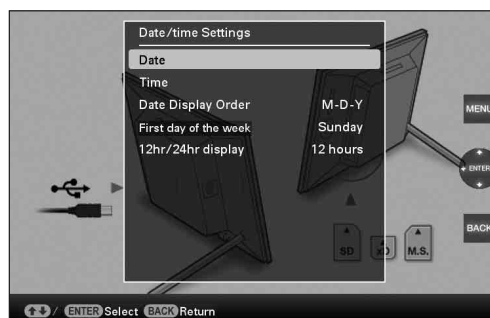 Date/time Settings
Date
Time
Date Display Order M-D-Y
First day of the week Sunday
12hr/24hr display 12 hours
MENU
ENTER
BACK
SD xD M.S.
/ ENTER Select BACK Return